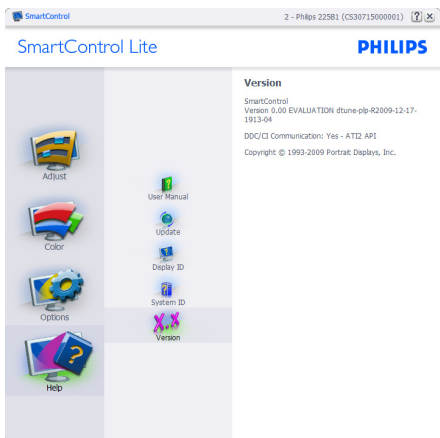 SmartControl
2 - Philips 225B1 (CS30715000001) ? X
SmartControl Lite
PHILIPS
Adjust
Color
Options
Help
User Manual
Update
Display ID
System ID
X.X
Version
Version
SmartControl
Version 0.00 EVALUATION dtune-plp-R2009-12-17-
1913-04
DDC/CI Communication: Yes - ATI2 API
Copyright © 1993-2009 Portrait Displays, Inc.